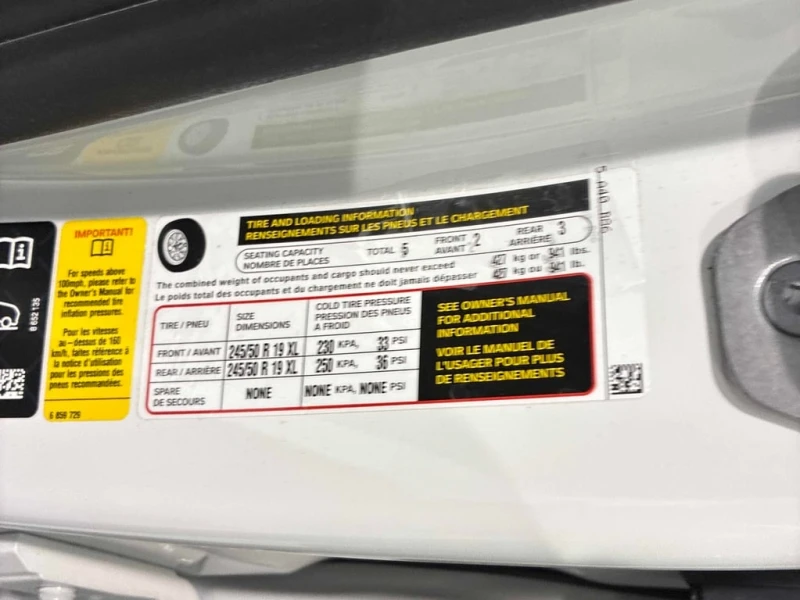 TIRE AND LOADING INFORMATION
RENSEIGNEMENTS SUR LES PNEUS ET LE CHARGEMENT
SEATING CAPACITY
NOMBRE DE PLACES
TOTAL 5
FRONT
AVANT 2
REAR
ARRIÈRE 3
The combined weight of occupants and cargo should never exceed 427 kg or 941 lbs.
Le poids total des occupants et du chargement ne doit jamais dépasser 427 kg ou 941 lb.
TIRE / PNEU
SIZE
DIMENSIONS
COLD TIRE PRESSURE
PRESSION DES PNEUS
A FROID
FRONT / AVANT 245/50 R 19 XL 230 KPA, 33 PSI
REAR / ARRIÈRE 245/50 R 19 XL 250 KPA, 36 PSI
SPARE
DE SECOURS
NONE NONE KPA, NONE PSI
SEE OWNER'S MANUAL
FOR ADDITIONAL
INFORMATION
VOIR LE MANUEL DE
L'USAGER POUR PLUS
DE RENSEIGNEMENTS
IMPORTANT!
For speeds above
100mph, please refer to
the Owner's Manual for
recommended tire
inflation pressures.
Pour les vitesses
au-dessus de 160
km/h, faites référence à
la notice d'utilisation
pour les pressions des
pneus recommandées.
6 859 729
8 652 135